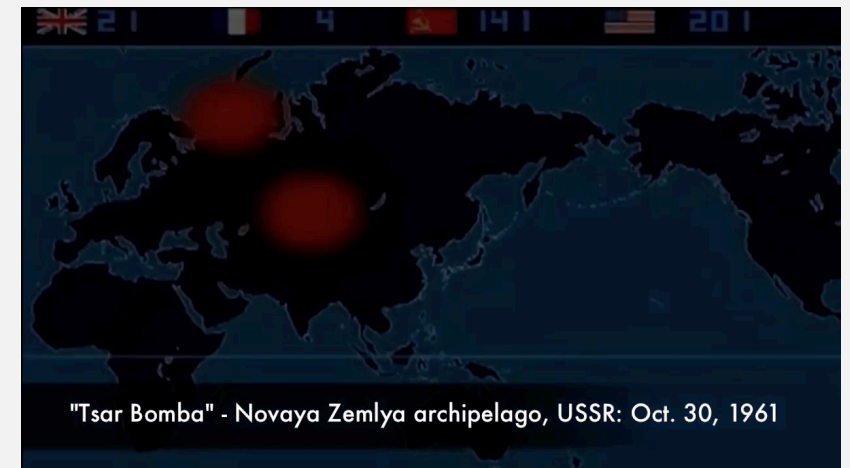 21 4 141 201
"Tsar Bomba" - Novaya Zemlya archipelago, USSR: Oct. 30, 1961